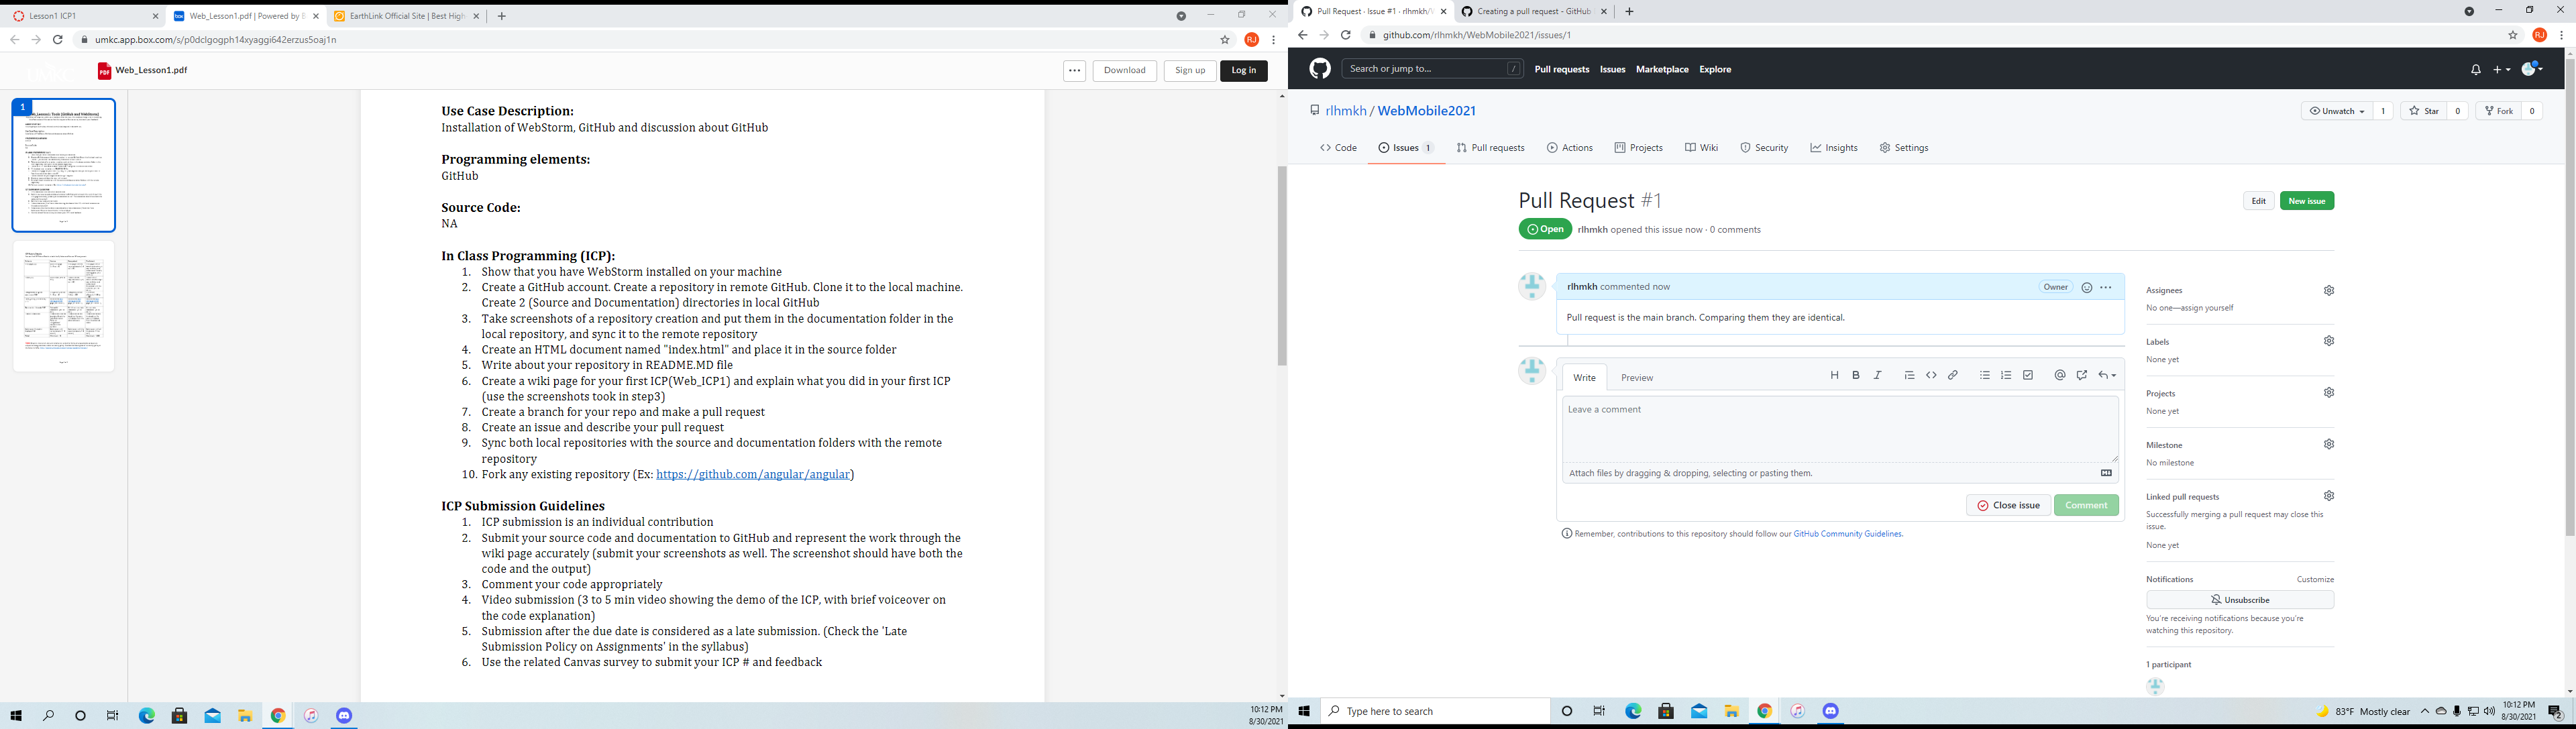 Lesson1 ICP1
Web_Lesson1.pdf | Powered by B
EarthLink Official Site | Best High
umkc.app.box.com/s/p0dclgogph14xyaggi642erzus5oaj1n
RJ
PDF
Web_Lesson1.pdf
Download
Sign up
Log in
1
Use Case Description:
Installation of WebStorm, GitHub and discussion about GitHub
Programming elements:
GitHub
Source Code:
NA
In Class Programming (ICP):
1. Show that you have WebStorm installed on your machine
2. Create a GitHub account. Create a repository in remote GitHub. Clone it to the local machine.
Create 2 (Source and Documentation) directories in local GitHub
3. Take screenshots of a repository creation and put them in the documentation folder in the
local repository, and sync it to the remote repository
4. Create an HTML document named "index.html" and place it in the source folder
5. Write about your repository in README.MD file
6. Create a wiki page for your first ICP(Web_ICP1) and explain what you did in your first ICP
(use the screenshots took in step3)
7. Create a branch for your repo and make a pull request
8. Create an issue and describe your pull request
9. Sync both local repositories with the source and documentation folders with the remote
repository
10. Fork any existing repository (Ex: https://github.com/angular/angular)
ICP Submission Guidelines
1. ICP submission is an individual contribution
2. Submit your source code and documentation to GitHub and represent the work through the
wiki page accurately (submit your screenshots as well. The screenshot should have both the
code and the output)
3. Comment your code appropriately
4. Video submission (3 to 5 min video showing the demo of the ICP, with brief voiceover on
the code explanation)
5. Submission after the due date is considered as a late submission. (Check the 'Late
Submission Policy on Assignments' in the syllabus)
6. Use the related Canvas survey to submit your ICP # and feedback
10:12 PM
8/30/2021
Pull Request · Issue #1 · rlhmkh/W
Creating a pull request - GitHub
github.com/rlhmkh/WebMobile2021/issues/1
RJ
Search or jump to...
/
Pull requests
Issues
Marketplace
Explore
rlhmkh / WebMobile2021
Unwatch
1
Star
0
Fork
0
Code
Issues 1
Pull requests
Actions
Projects
Wiki
Security
Insights
Settings
Pull Request #1
Edit
New issue
Open
rlhmkh opened this issue now · 0 comments
rlhmkh commented now
Owner
Pull request is the main branch. Comparing them they are identical.
Write
Preview
H B I
Leave a comment
Attach files by dragging & dropping, selecting or pasting them.
Close issue
Comment
Remember, contributions to this repository should follow our GitHub Community Guidelines.
Assignees
No one—assign yourself
Labels
None yet
Projects
None yet
Milestone
No milestone
Linked pull requests
Successfully merging a pull request may close this
issue.
None yet
Notifications
Customize
Unsubscribe
You're receiving notifications because you're
watching this repository.
1 participant
Type here to search
83°F Mostly clear
10:12 PM
8/30/2021
2